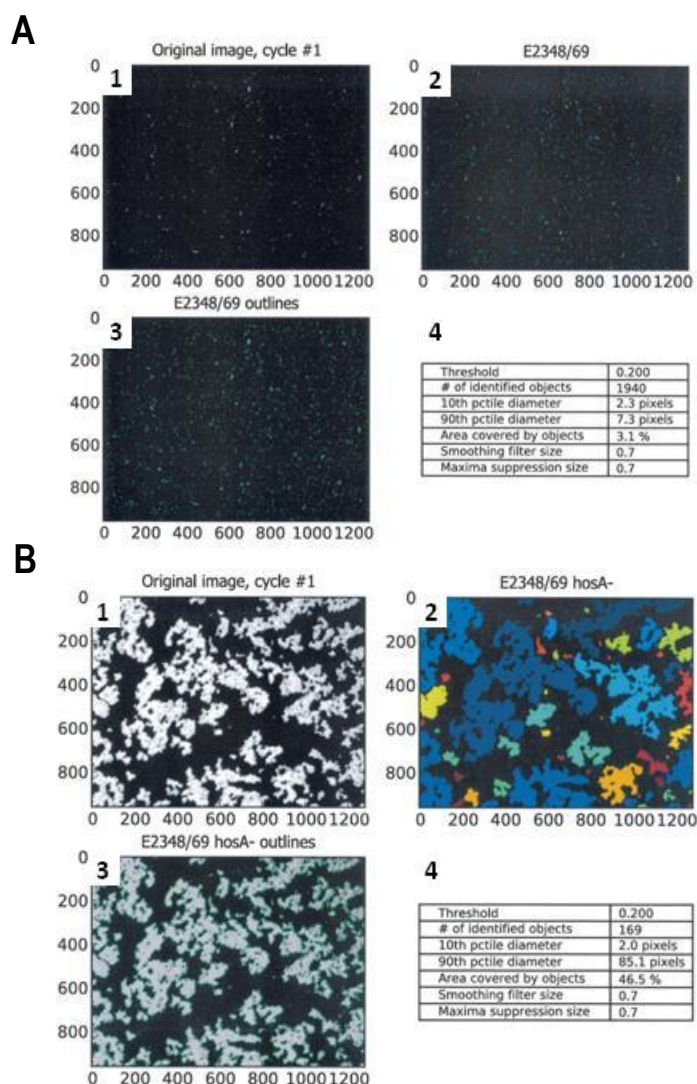 A
Original image, cycle #1
1
0
200
400
600
800
0 200 400 600 800 1000 1200
E2348/69
2
0
200
400
600
800
0 200 400 600 800 1000 1200
E2348/69 outlines
3
0
200
400
600
800
0 200 400 600 800 1000 1200
4
Threshold 0.200
# of identified objects 1940
10th pctile diameter 2.3 pixels
90th pctile diameter 7.3 pixels
Area covered by objects 3.1 %
Smoothing filter size 0.7
Maxima suppression size 0.7
B
Original image, cycle #1
1
0
200
400
600
800
0 200 400 600 800 1000 1200
E2348/69 hosA-
2
0
200
400
600
800
0 200 400 600 800 1000 1200
E2348/69 hosA- outlines
3
0
200
400
600
800
0 200 400 600 800 1000 1200
4
Threshold 0.200
# of identified objects 169
10th pctile diameter 2.0 pixels
90th pctile diameter 85.1 pixels
Area covered by objects 46.5 %
Smoothing filter size 0.7
Maxima suppression size 0.7